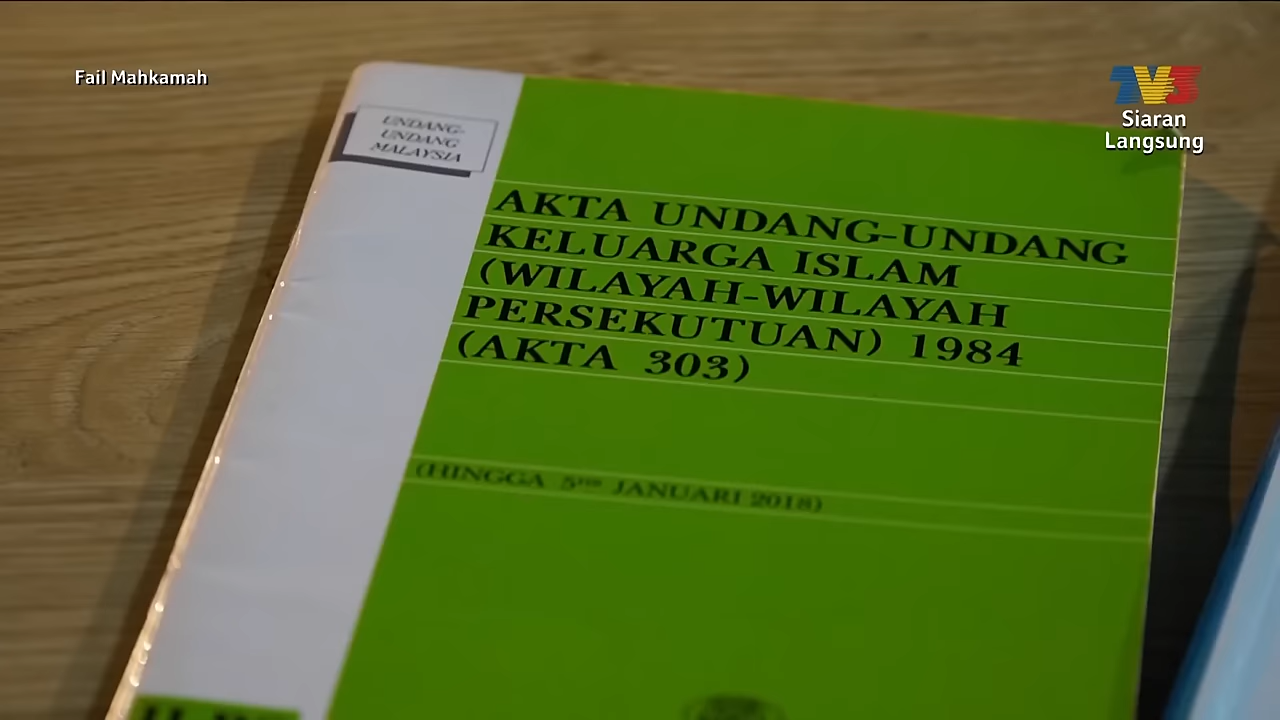 Fail Mahkamah
TV3
Siaran
Langsung
UNDANG-
UNDANG
MALAYSIA
AKTA UNDANG-UNDANG
KELUARGA ISLAM
(WILAYAH-WILAYAH
PERSEKUTUAN) 1984
(AKTA 303)
(HINGGA 5HB JANUARI 2018)